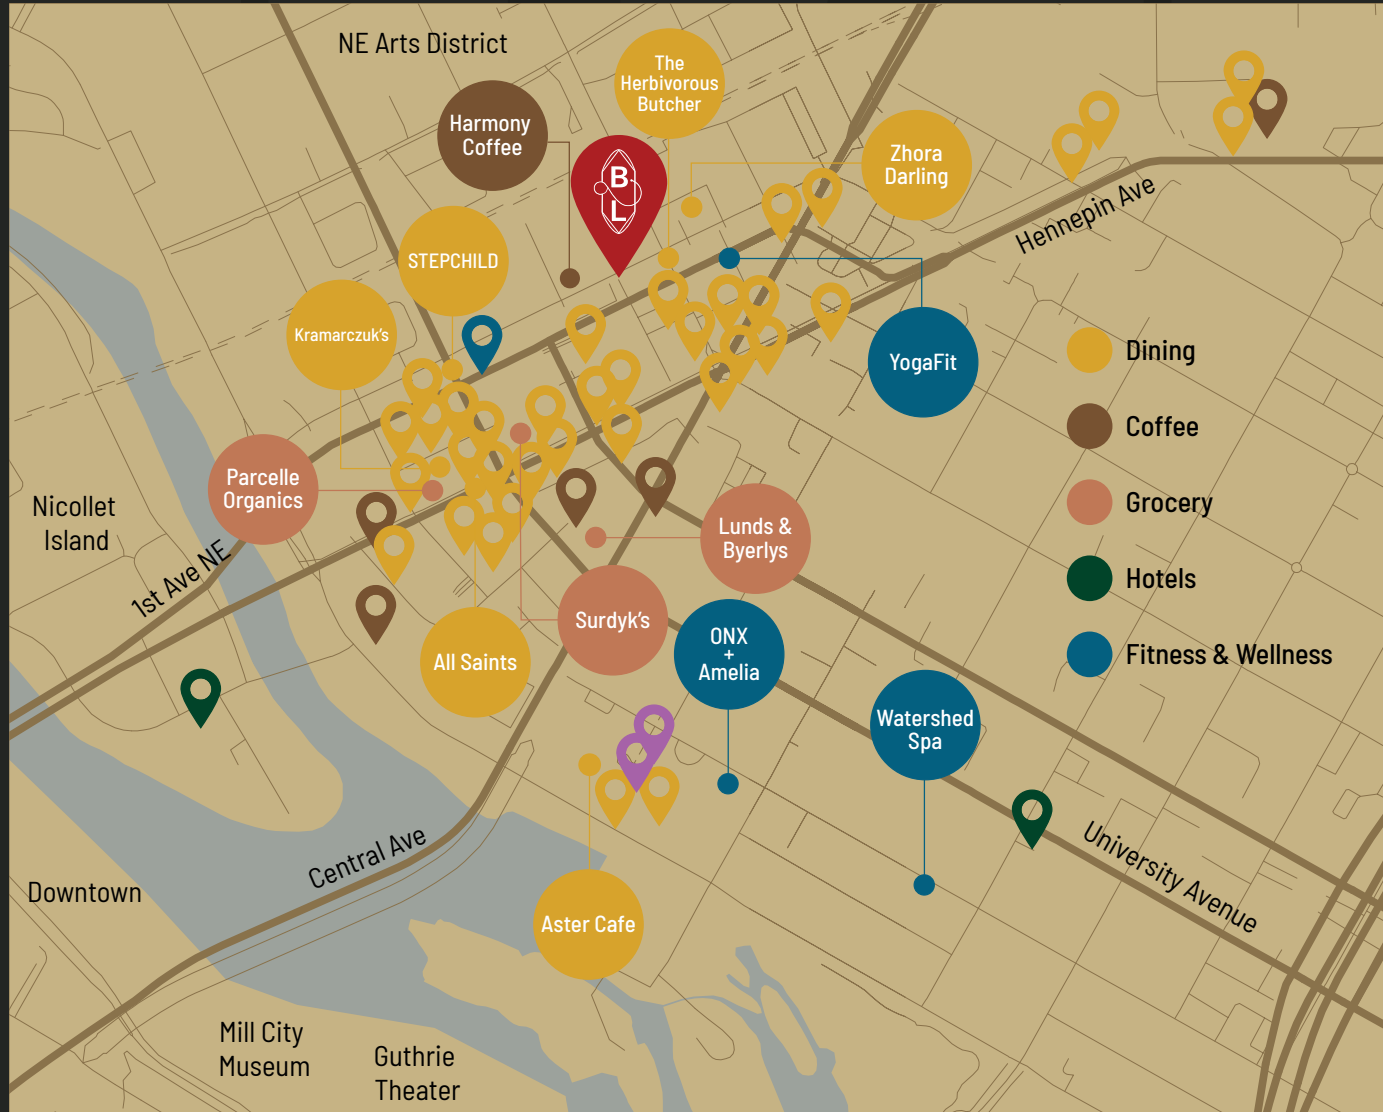 NE Arts District
The
Herbivorous
Butcher
Harmony
Coffee
Zhora
Darling
B
L
Hennepin Ave
STEPCHILD
Kramarczuk's
YogaFit
Dining
Coffee
Grocery
Hotels
Fitness & Wellness
Parcelle
Organics
Nicollet
Island
1st Ave NE
Lunds &
Byerlys
Surdyk's
All Saints
ONX
+
Amelia
Watershed
Spa
University Avenue
Central Ave
Downtown
Aster Cafe
Mill City
Museum
Guthrie
Theater